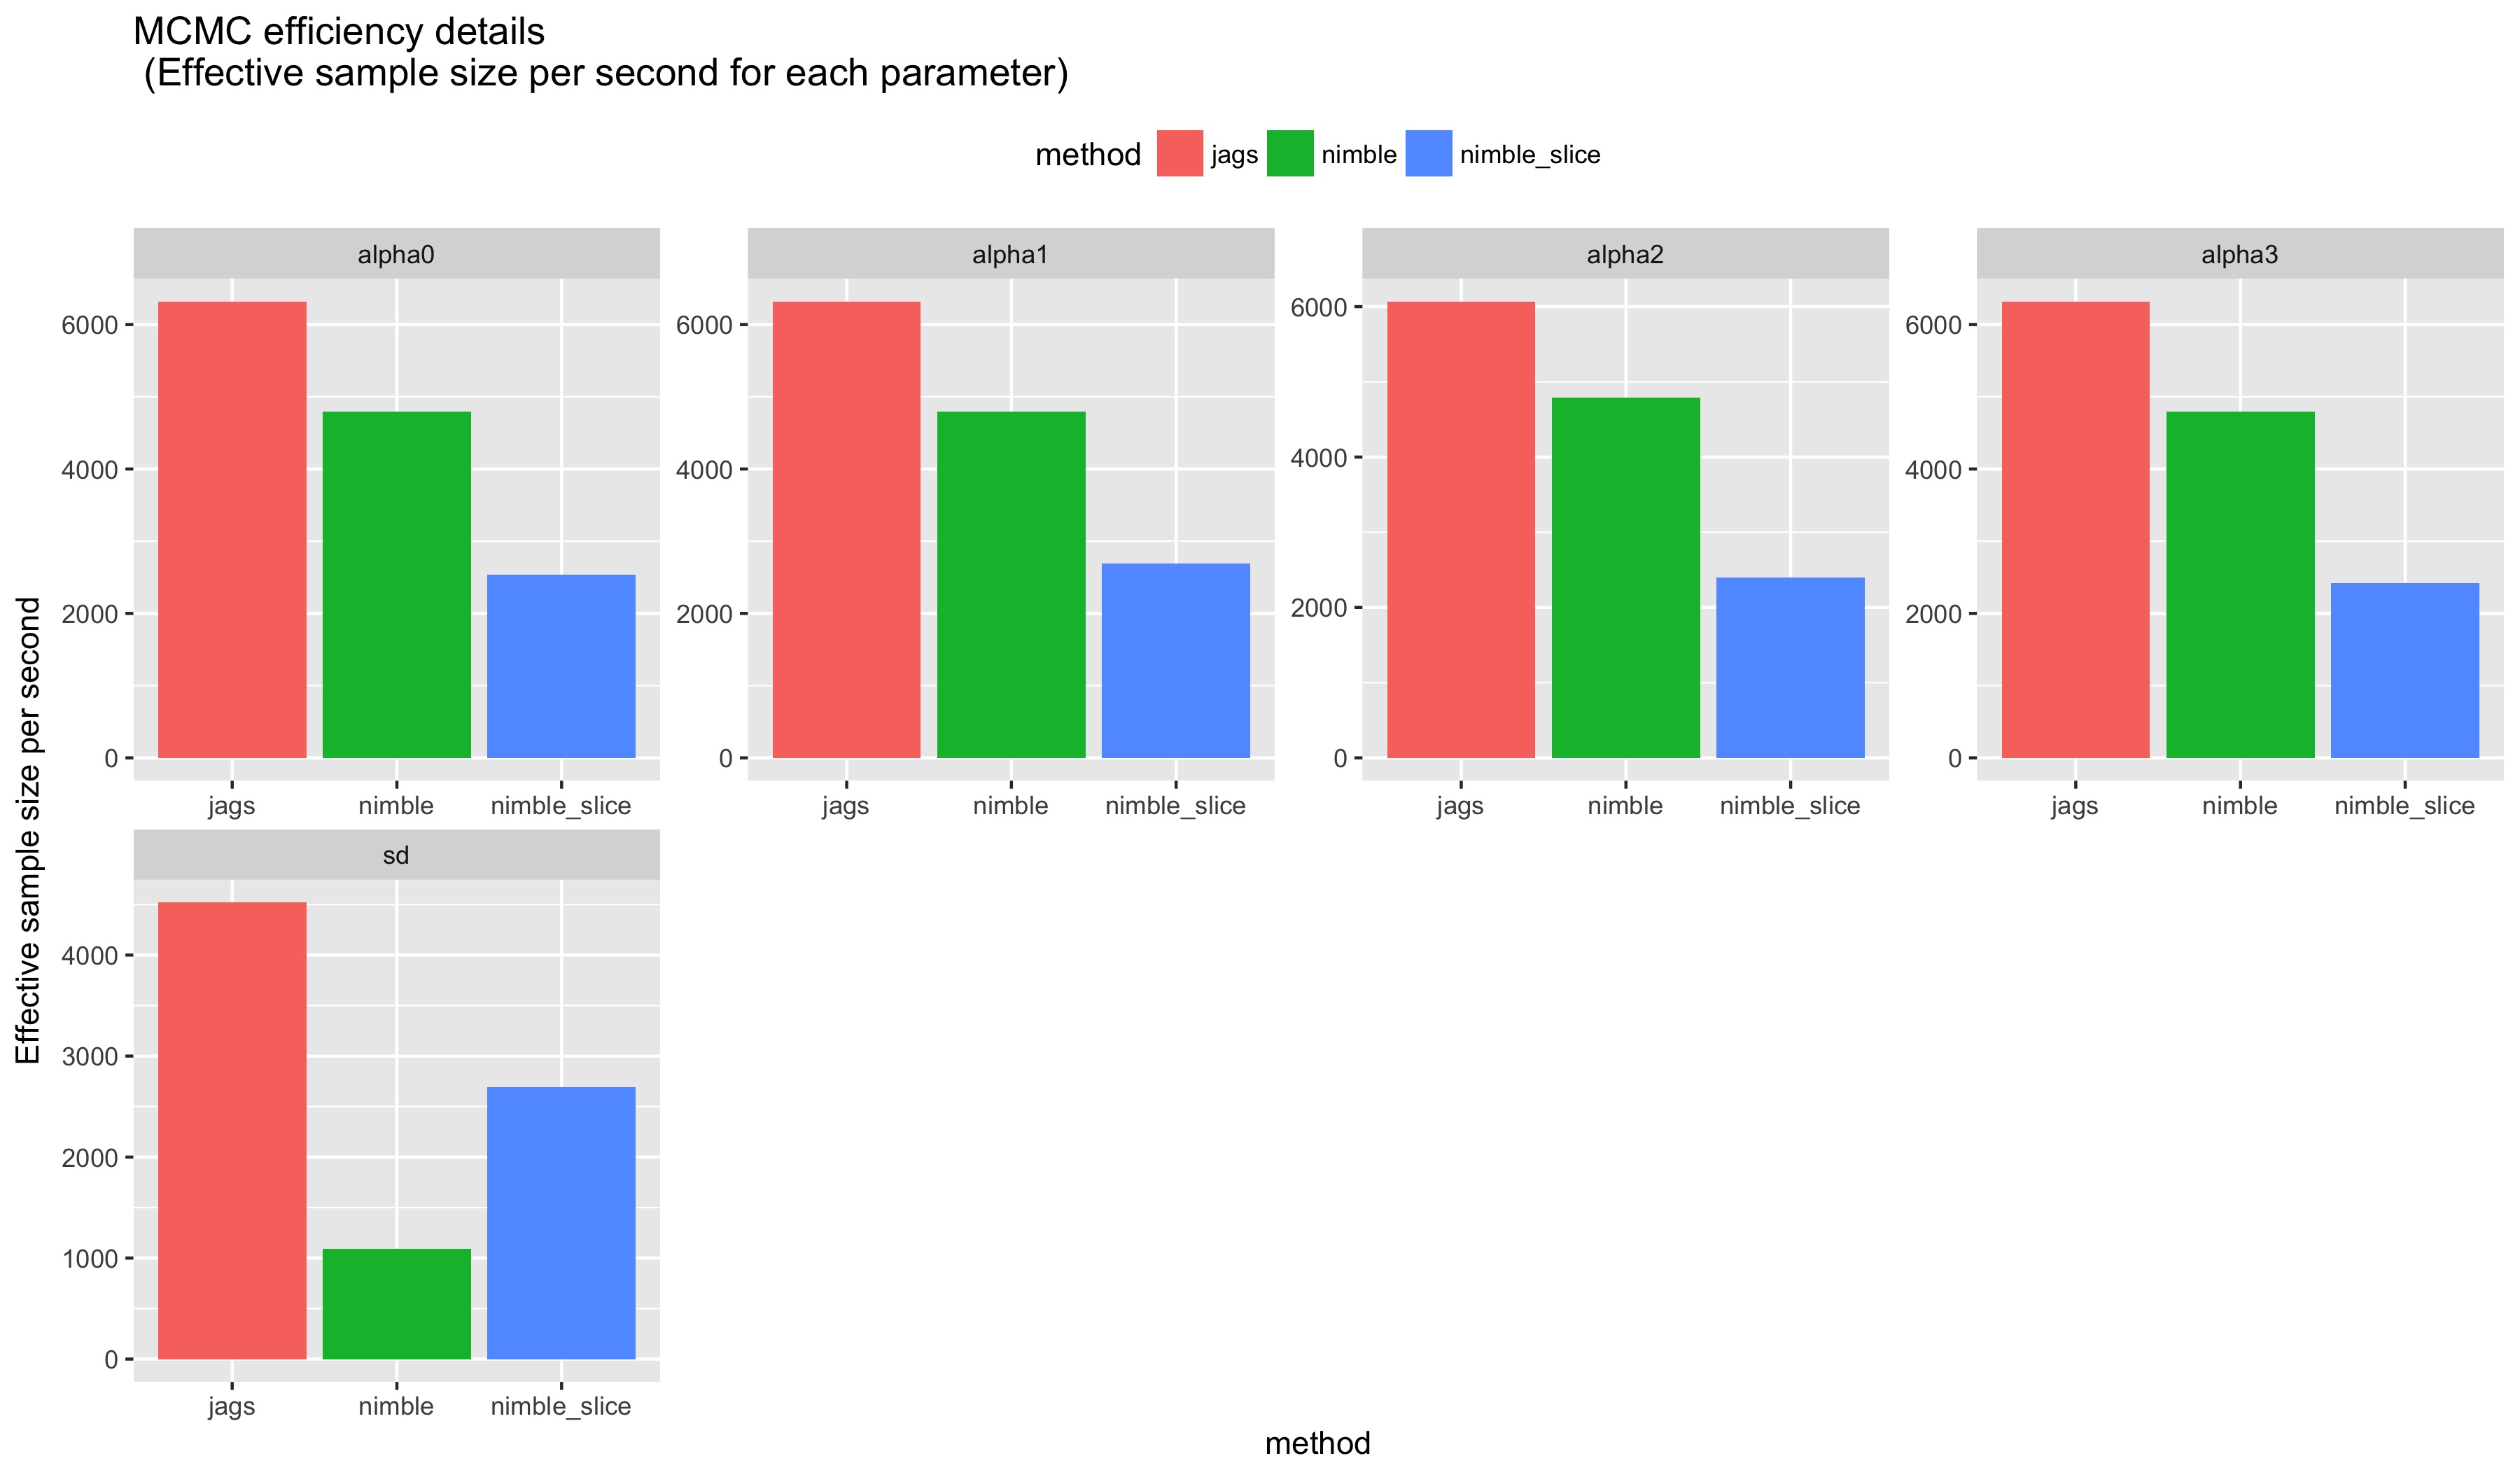 MCMC efficiency details
(Effective sample size per second for each parameter)
method jags nimble nimble_slice
alpha0
6000
4000
2000
0
jags nimble nimble_slice
alpha1
6000
4000
2000
0
jags nimble nimble_slice
alpha2
6000
4000
2000
0
jags nimble nimble_slice
alpha3
6000
4000
2000
0
jags nimble nimble_slice
sd
4000
3000
2000
1000
0
jags nimble nimble_slice
Effective sample size per second
method